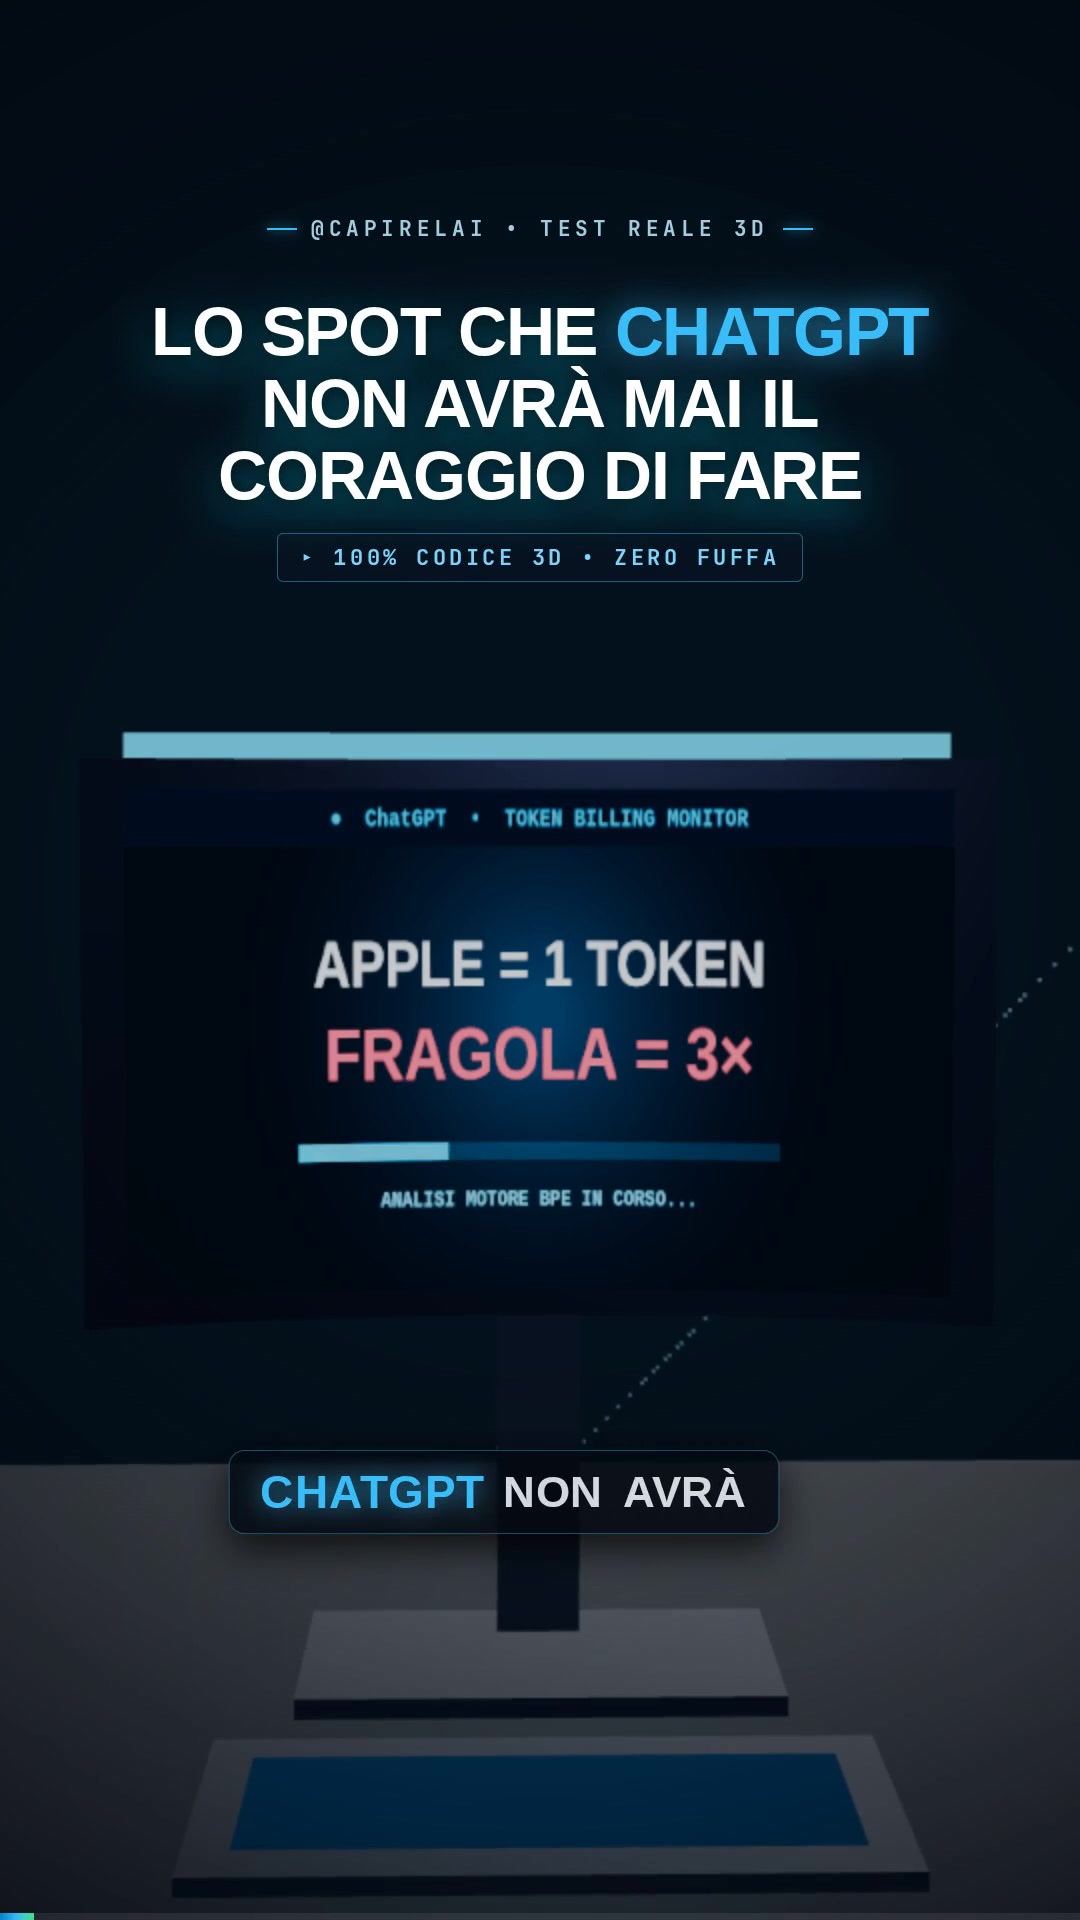 @CAPIRELAI • TEST REALE 3D
LO SPOT CHE CHATGPT
NON AVRÀ MAI IL
CORAGGIO DI FARE
▸ 100% CODICE 3D • ZERO FUFFA
● ChatGPT • TOKEN BILLING MONITOR
APPLE = 1 TOKEN
FRAGOLA = 3×
ANALISI MOTORE BPE IN CORSO...
CHATGPT NON AVRÀ